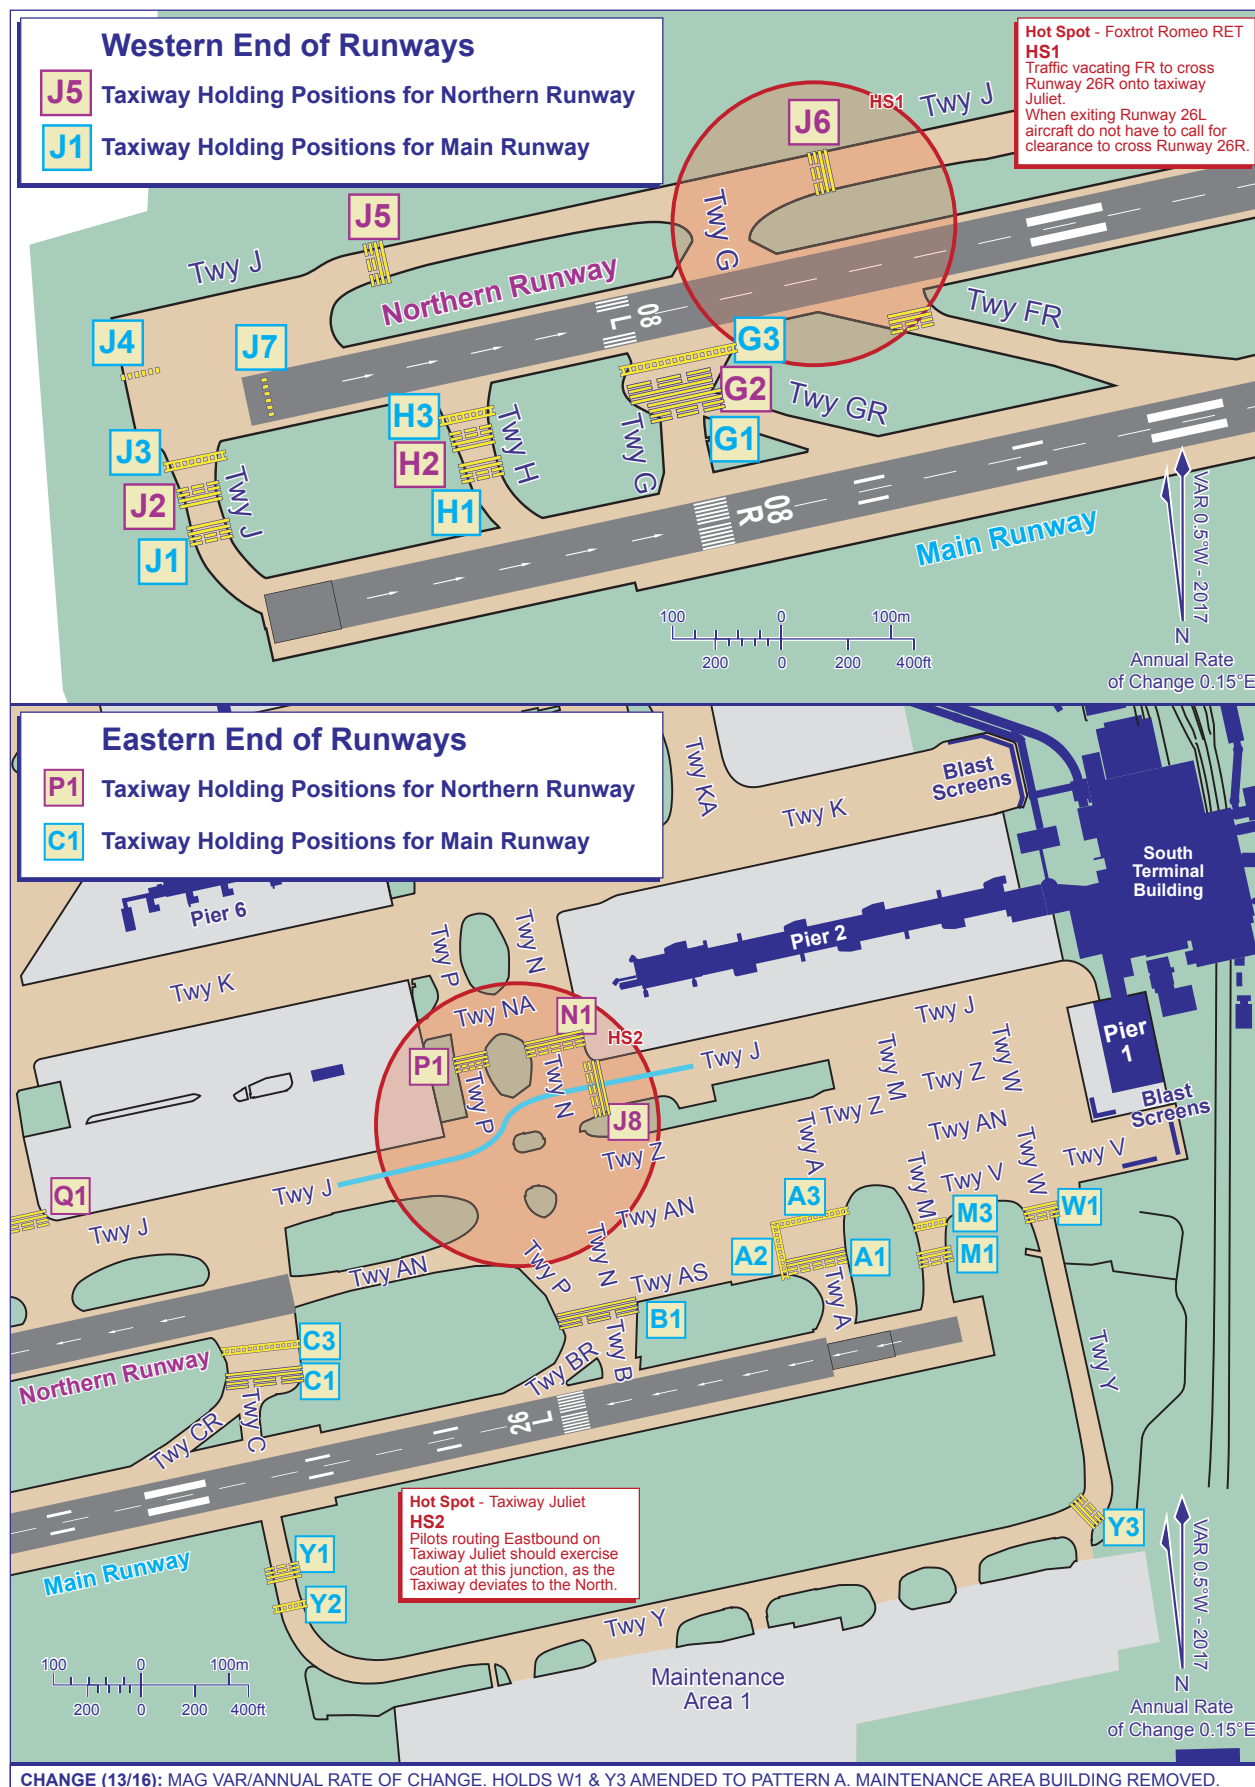 Western End of Runways
J5 Taxiway Holding Positions for Northern Runway
J1 Taxiway Holding Positions for Main Runway
Hot Spot - Foxtrot Romeo RET
HS1
Traffic vacating FR to cross
Runway 26R onto taxiway
Juliet.
When exiting Runway 26L
aircraft do not have to call for
clearance to cross Runway 26R.
HS1
Twy J
J6
J5
Twy J
Twy G
Northern Runway
08
L
Twy FR
J4
J7
G3
G2
G1
Twy GR
H3
H2
H1
Twy H
Twy G
J3
J2
J1
Twy J
08
R
Main Runway
100 0 100m
200 0 200 400ft
VAR 0.5°W - 2017
N
Annual Rate
of Change 0.15°E
Eastern End of Runways
P1 Taxiway Holding Positions for Northern Runway
C1 Taxiway Holding Positions for Main Runway
Twy KA
Twy K
Blast
Screens
South
Terminal
Building
Pier 6
Pier 2
Twy P
Twy N
Twy K
Twy NA
N1
HS2
P1
Twy P
Twy N
Twy J
J8
Twy J
Twy M
Twy W
Pier
1
Twy Z
Twy Z
Blast
Screens
Twy A
Twy AN
Twy Z
Twy J
Twy V
Twy W
Twy V
Twy M
Q1
Twy J
Twy AN
A3
M3
W1
A2
A1
M1
Twy AN
Twy P
Twy N
Twy AS
Twy A
B1
C3
C1
Northern Runway
Twy BR
Twy B
Twy Y
Twy CR
Twy C
26
L
Hot Spot - Taxiway Juliet
HS2
Pilots routing Eastbound on
Taxiway Juliet should exercise
caution at this junction, as the
Taxiway deviates to the North.
Y3
Main Runway
Y1
Y2
Twy Y
Maintenance
Area 1
100 0 100m
200 0 200 400ft
VAR 0.5°W - 2017
N
Annual Rate
of Change 0.15°E
CHANGE (13/16): MAG VAR/ANNUAL RATE OF CHANGE. HOLDS W1 & Y3 AMENDED TO PATTERN A. MAINTENANCE AREA BUILDING REMOVED.